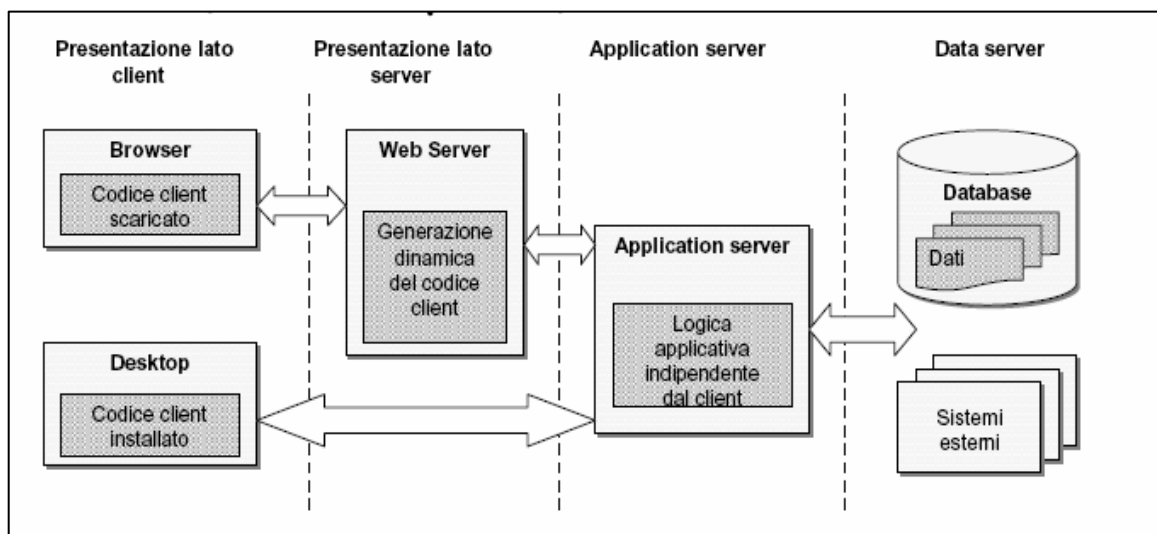 Presentazione lato
client
Presentazione lato
server
Application server
Data server
Browser
Codice client
scaricato
Web Server
Generazione
dinamica
del codice
client
Application server
Logica
applicativa
indipendente
dal client
Database
Dati
Desktop
Codice client
installato
Sistemi
esterni